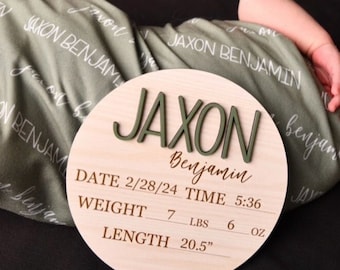 JAXON BENJAMIN
JAXON BENJAMIN
JAXON BENJAMIN
JAXON
Benjamin
DATE 2/28/24 TIME 5:36
WEIGHT 7 LBS 6 OZ
LENGTH 20.5"